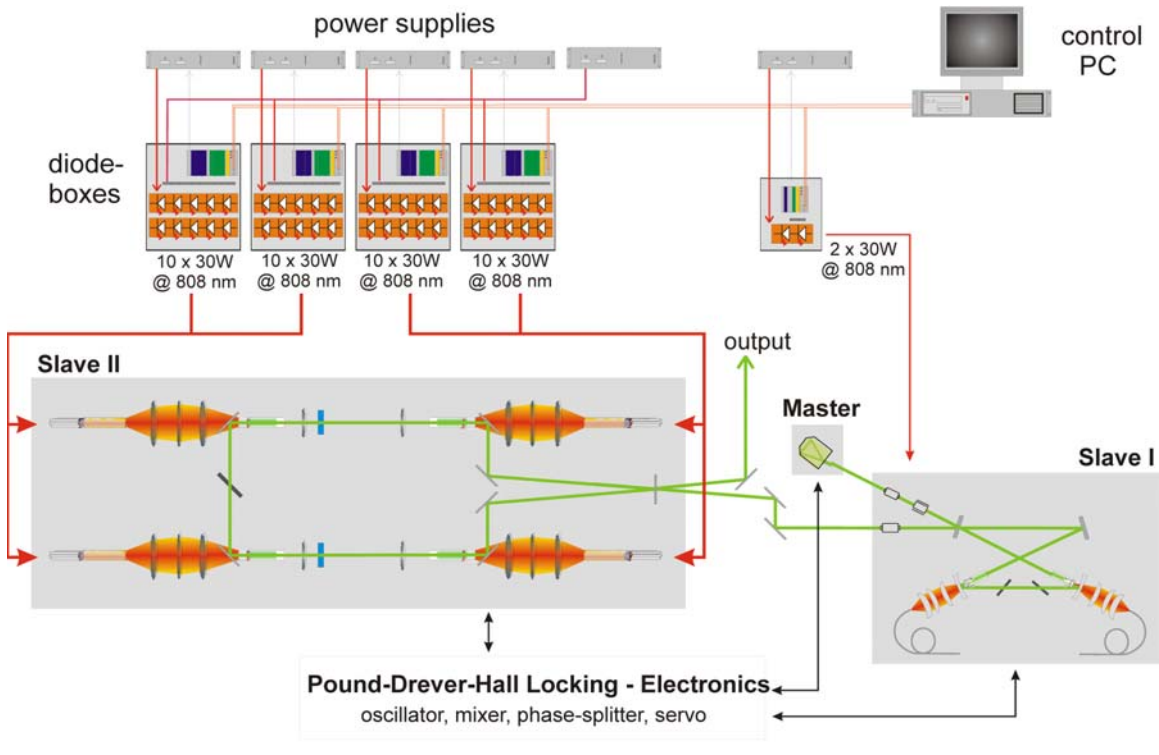 power supplies
control
PC
diode-
boxes
10 x 30W
@ 808 nm
10 x 30W
@ 808 nm
10 x 30W
@ 808 nm
10 x 30W
@ 808 nm
2 x 30W
@ 808 nm
output
Slave II
Master
Slave I
Pound-Drever-Hall Locking - Electronics
oscillator, mixer, phase-splitter, servo